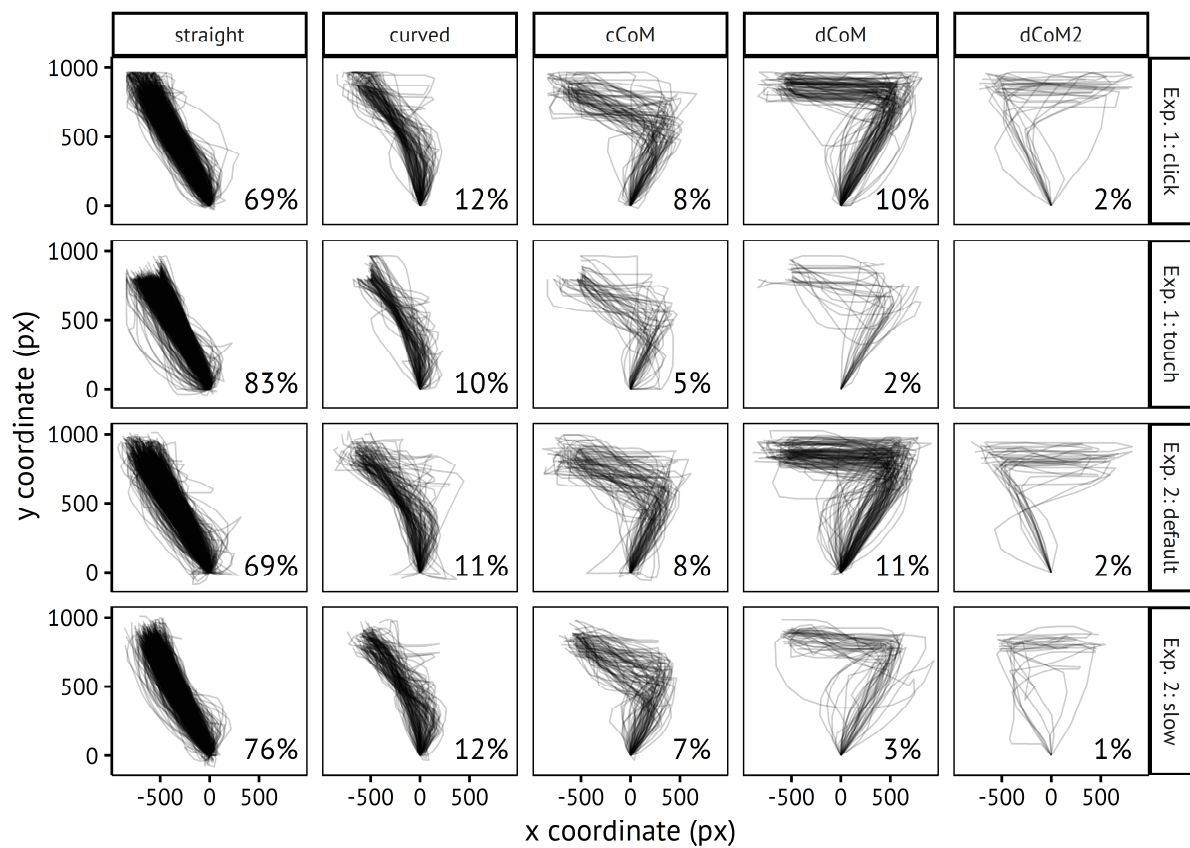 straight curved cCoM dCoM dCoM2
1000
500
0
69% 12% 8% 10% 2%
Exp. 1: click
1000
500
0
83% 10% 5% 2%
Exp. 1: touch
1000
500
0
69% 11% 8% 11% 2%
Exp. 2: default
1000
500
0
76% 12% 7% 3% 1%
Exp. 2: slow
-500 0 500 -500 0 500 -500 0 500 -500 0 500 -500 0 500
x coordinate (px)
y coordinate (px)